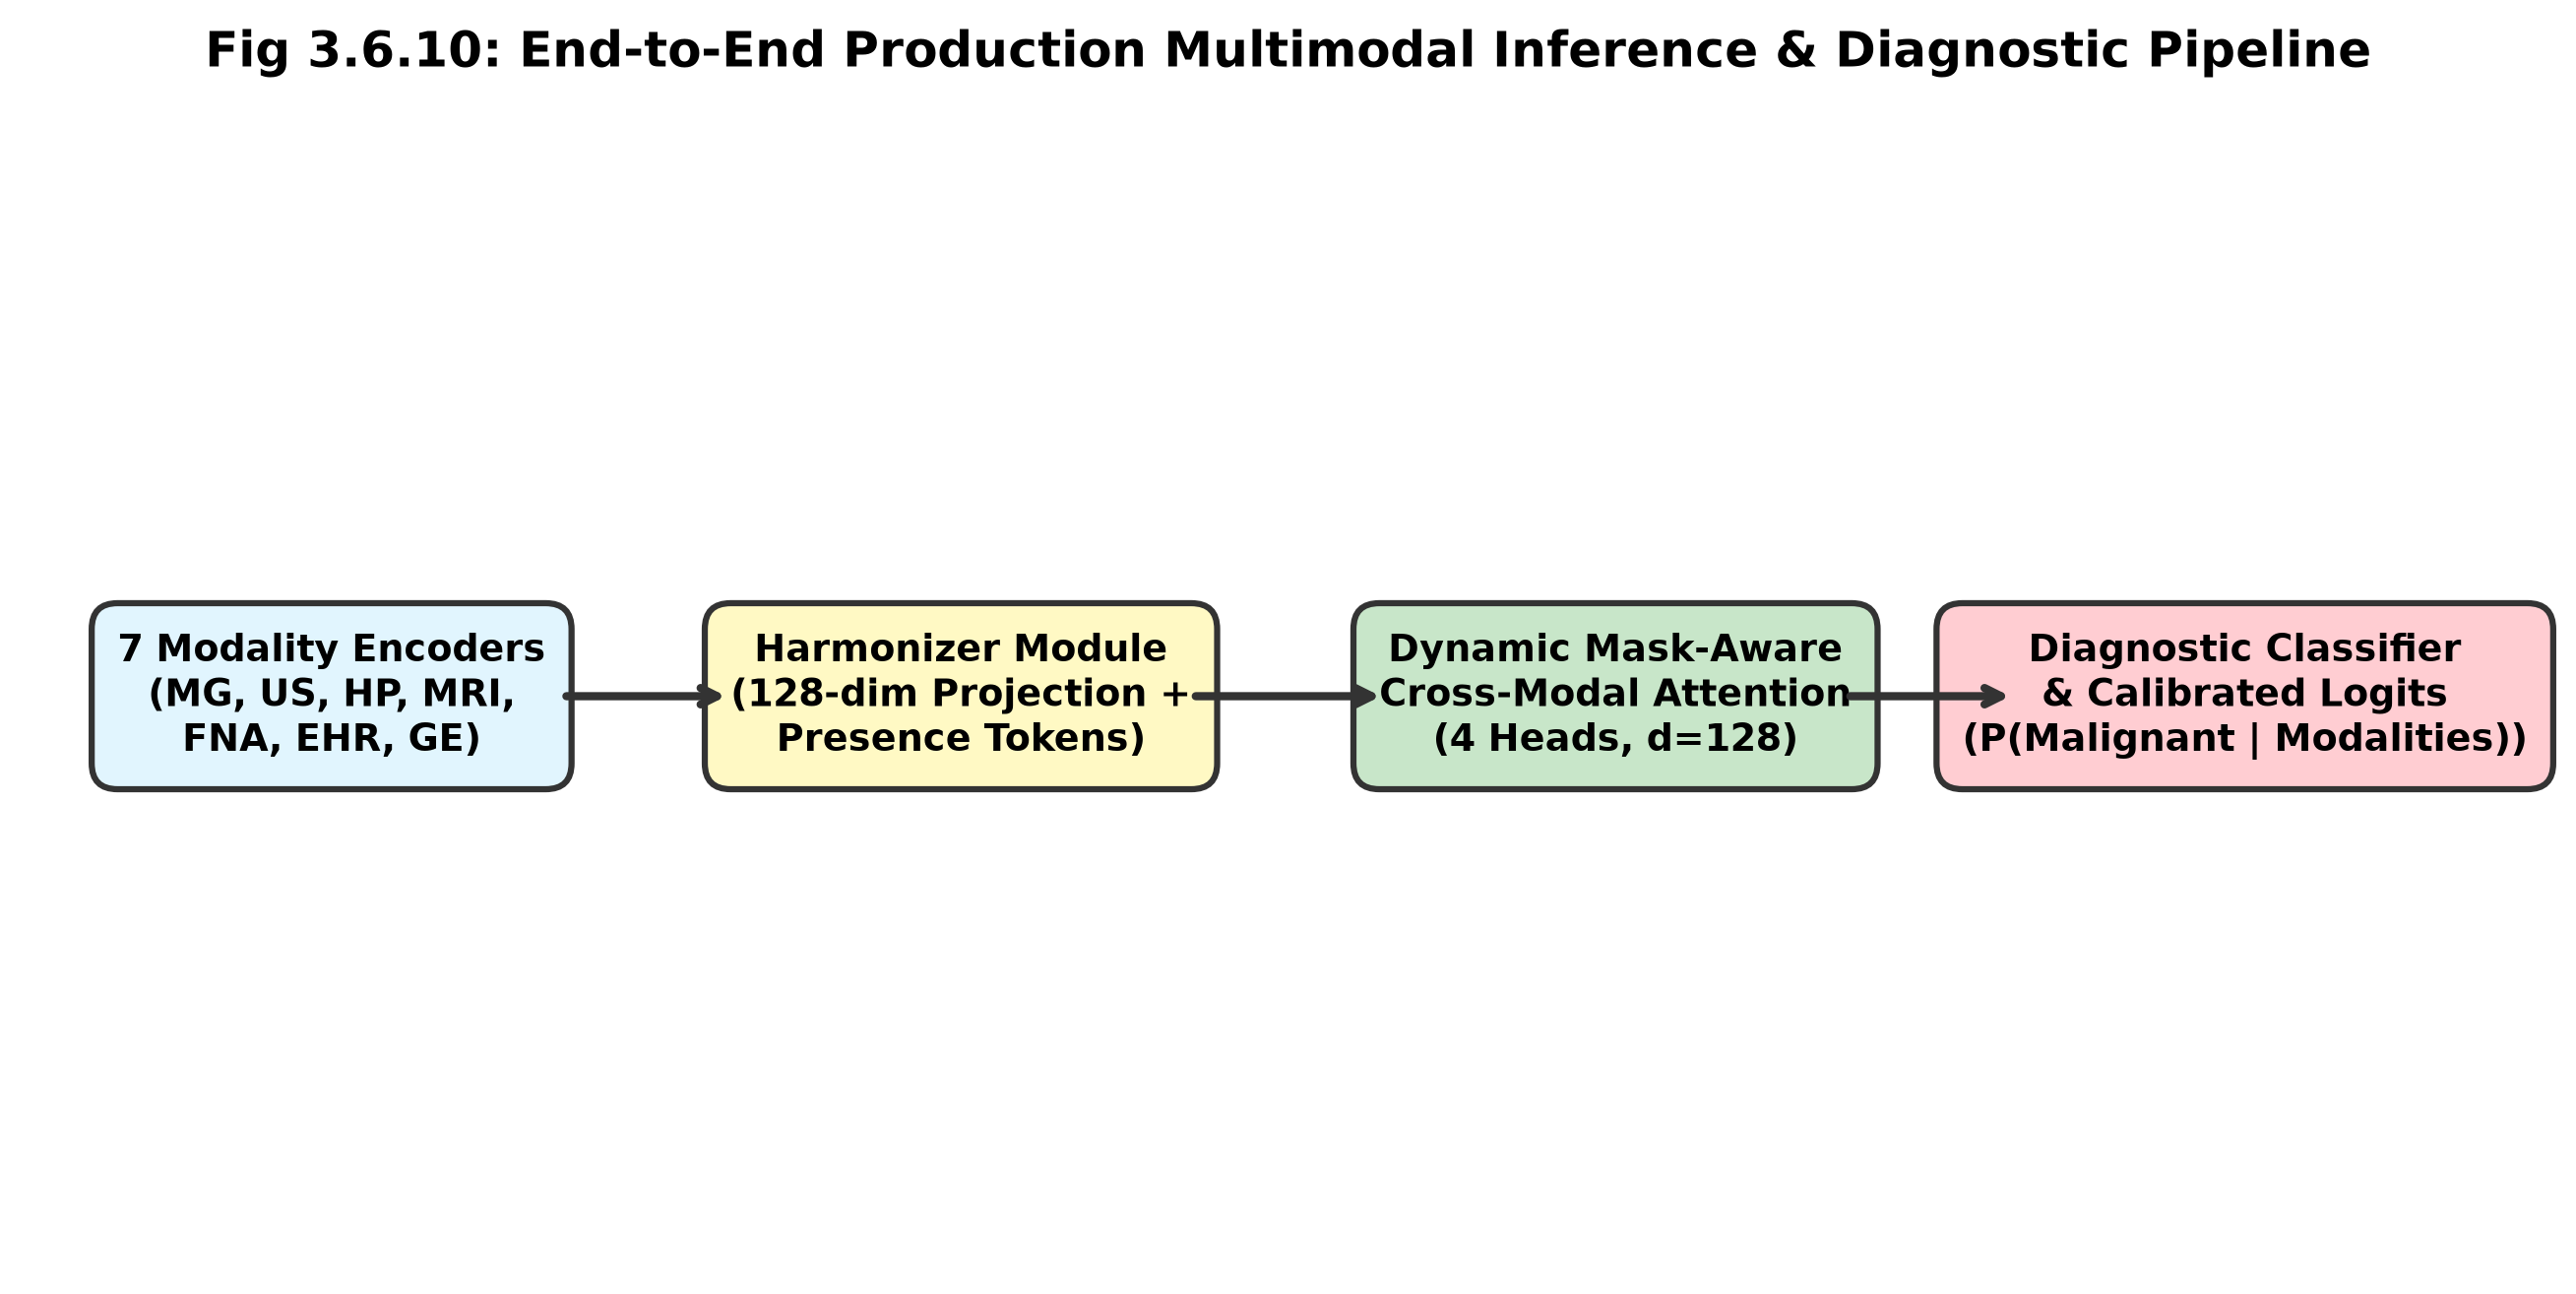 Fig 3.6.10: End-to-End Production Multimodal Inference & Diagnostic Pipeline
7 Modality Encoders
(MG, US, HP, MRI,
FNA, EHR, GE)
Harmonizer Module
(128-dim Projection +
Presence Tokens)
Dynamic Mask-Aware
Cross-Modal Attention
(4 Heads, d=128)
Diagnostic Classifier
& Calibrated Logits
(P(Malignant | Modalities))